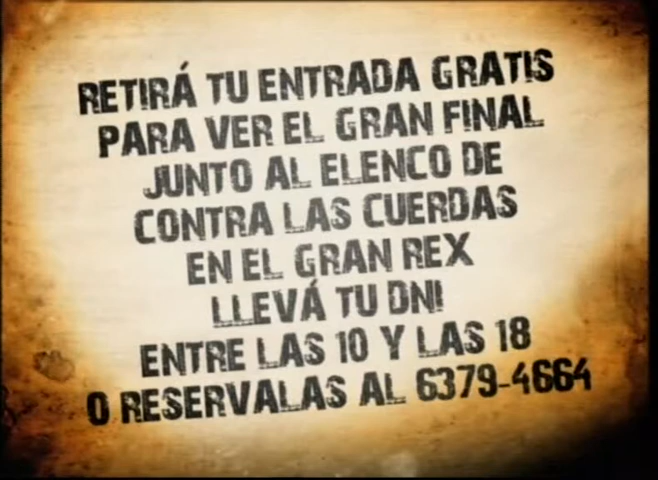 RETIRÁ TU ENTRADA GRATIS
PARA VER EL GRAN FINAL
JUNTO AL ELENCO DE
CONTRA LAS CUERDAS
EN EL GRAN REX
LLEVÁ TU DNI
ENTRE LAS 10 Y LAS 18
O RESERVALAS AL 6379-4664